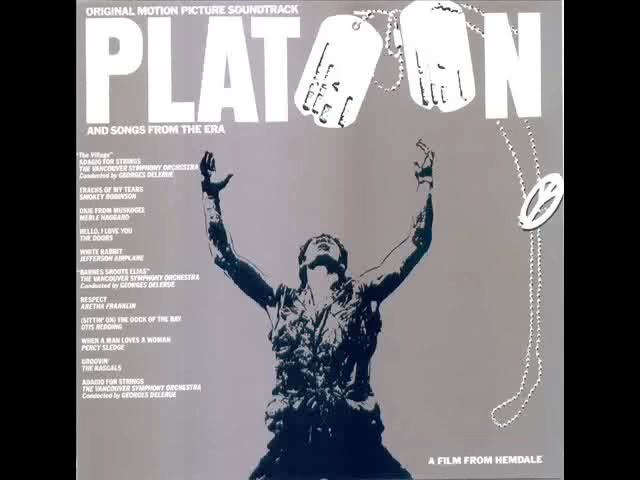 ORIGINAL MOTION PICTURE SOUNDTRACK
PLATOON
AND SONGS FROM THE ERA
"The Village"
ADAGIO FOR STRINGS
THE VANCOUVER SYMPHONY ORCHESTRA
Conducted by GEORGES DELERUE
TRACKS OF MY TEARS
SMOKEY ROBINSON
OKIE FROM MUSKOGEE
MERLE HAGGARD
HELLO, I LOVE YOU
THE DOORS
WHITE RABBIT
JEFFERSON AIRPLANE
"BARNES SHOOTS ELIAS"
THE VANCOUVER SYMPHONY ORCHESTRA
Conducted by GEORGES DELERUE
RESPECT
ARETHA FRANKLIN
(SITTIN' ON) THE DOCK OF THE BAY
OTIS REDDING
WHEN A MAN LOVES A WOMAN
PERCY SLEDGE
GROOVIN'
THE RASCALS
ADAGIO FOR STRINGS
THE VANCOUVER SYMPHONY ORCHESTRA
Conducted by GEORGES DELERUE
A FILM FROM HEMDALE